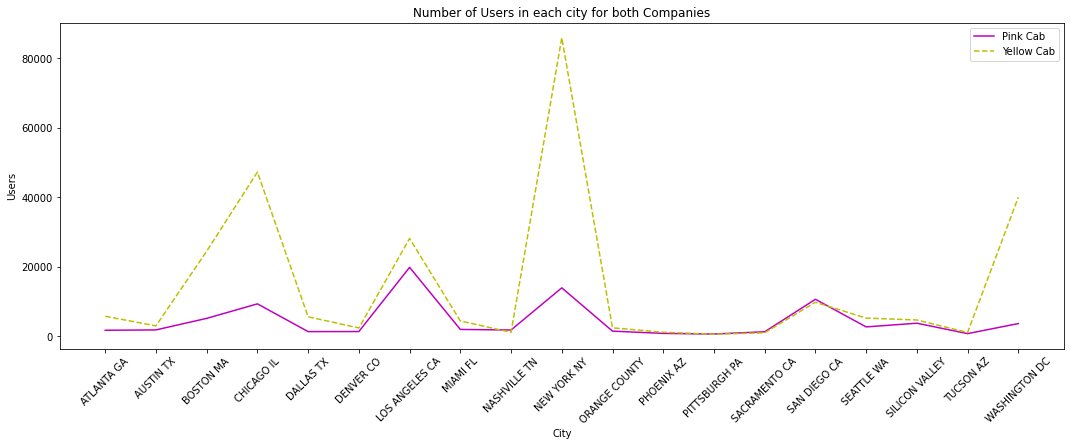 Number of Users in each city for both Companies
Pink Cab
Yellow Cab
Users
80000
60000
40000
20000
0
ATLANTA GA
AUSTIN TX
BOSTON MA
CHICAGO IL
DALLAS TX
DENVER CO
LOS ANGELES CA
MIAMI FL
NASHVILLE TN
NEW YORK NY
ORANGE COUNTY
PHOENIX AZ
PITTSBURGH PA
SACRAMENTO CA
SAN DIEGO CA
SEATTLE WA
SILICON VALLEY
TUCSON AZ
WASHINGTON DC
City